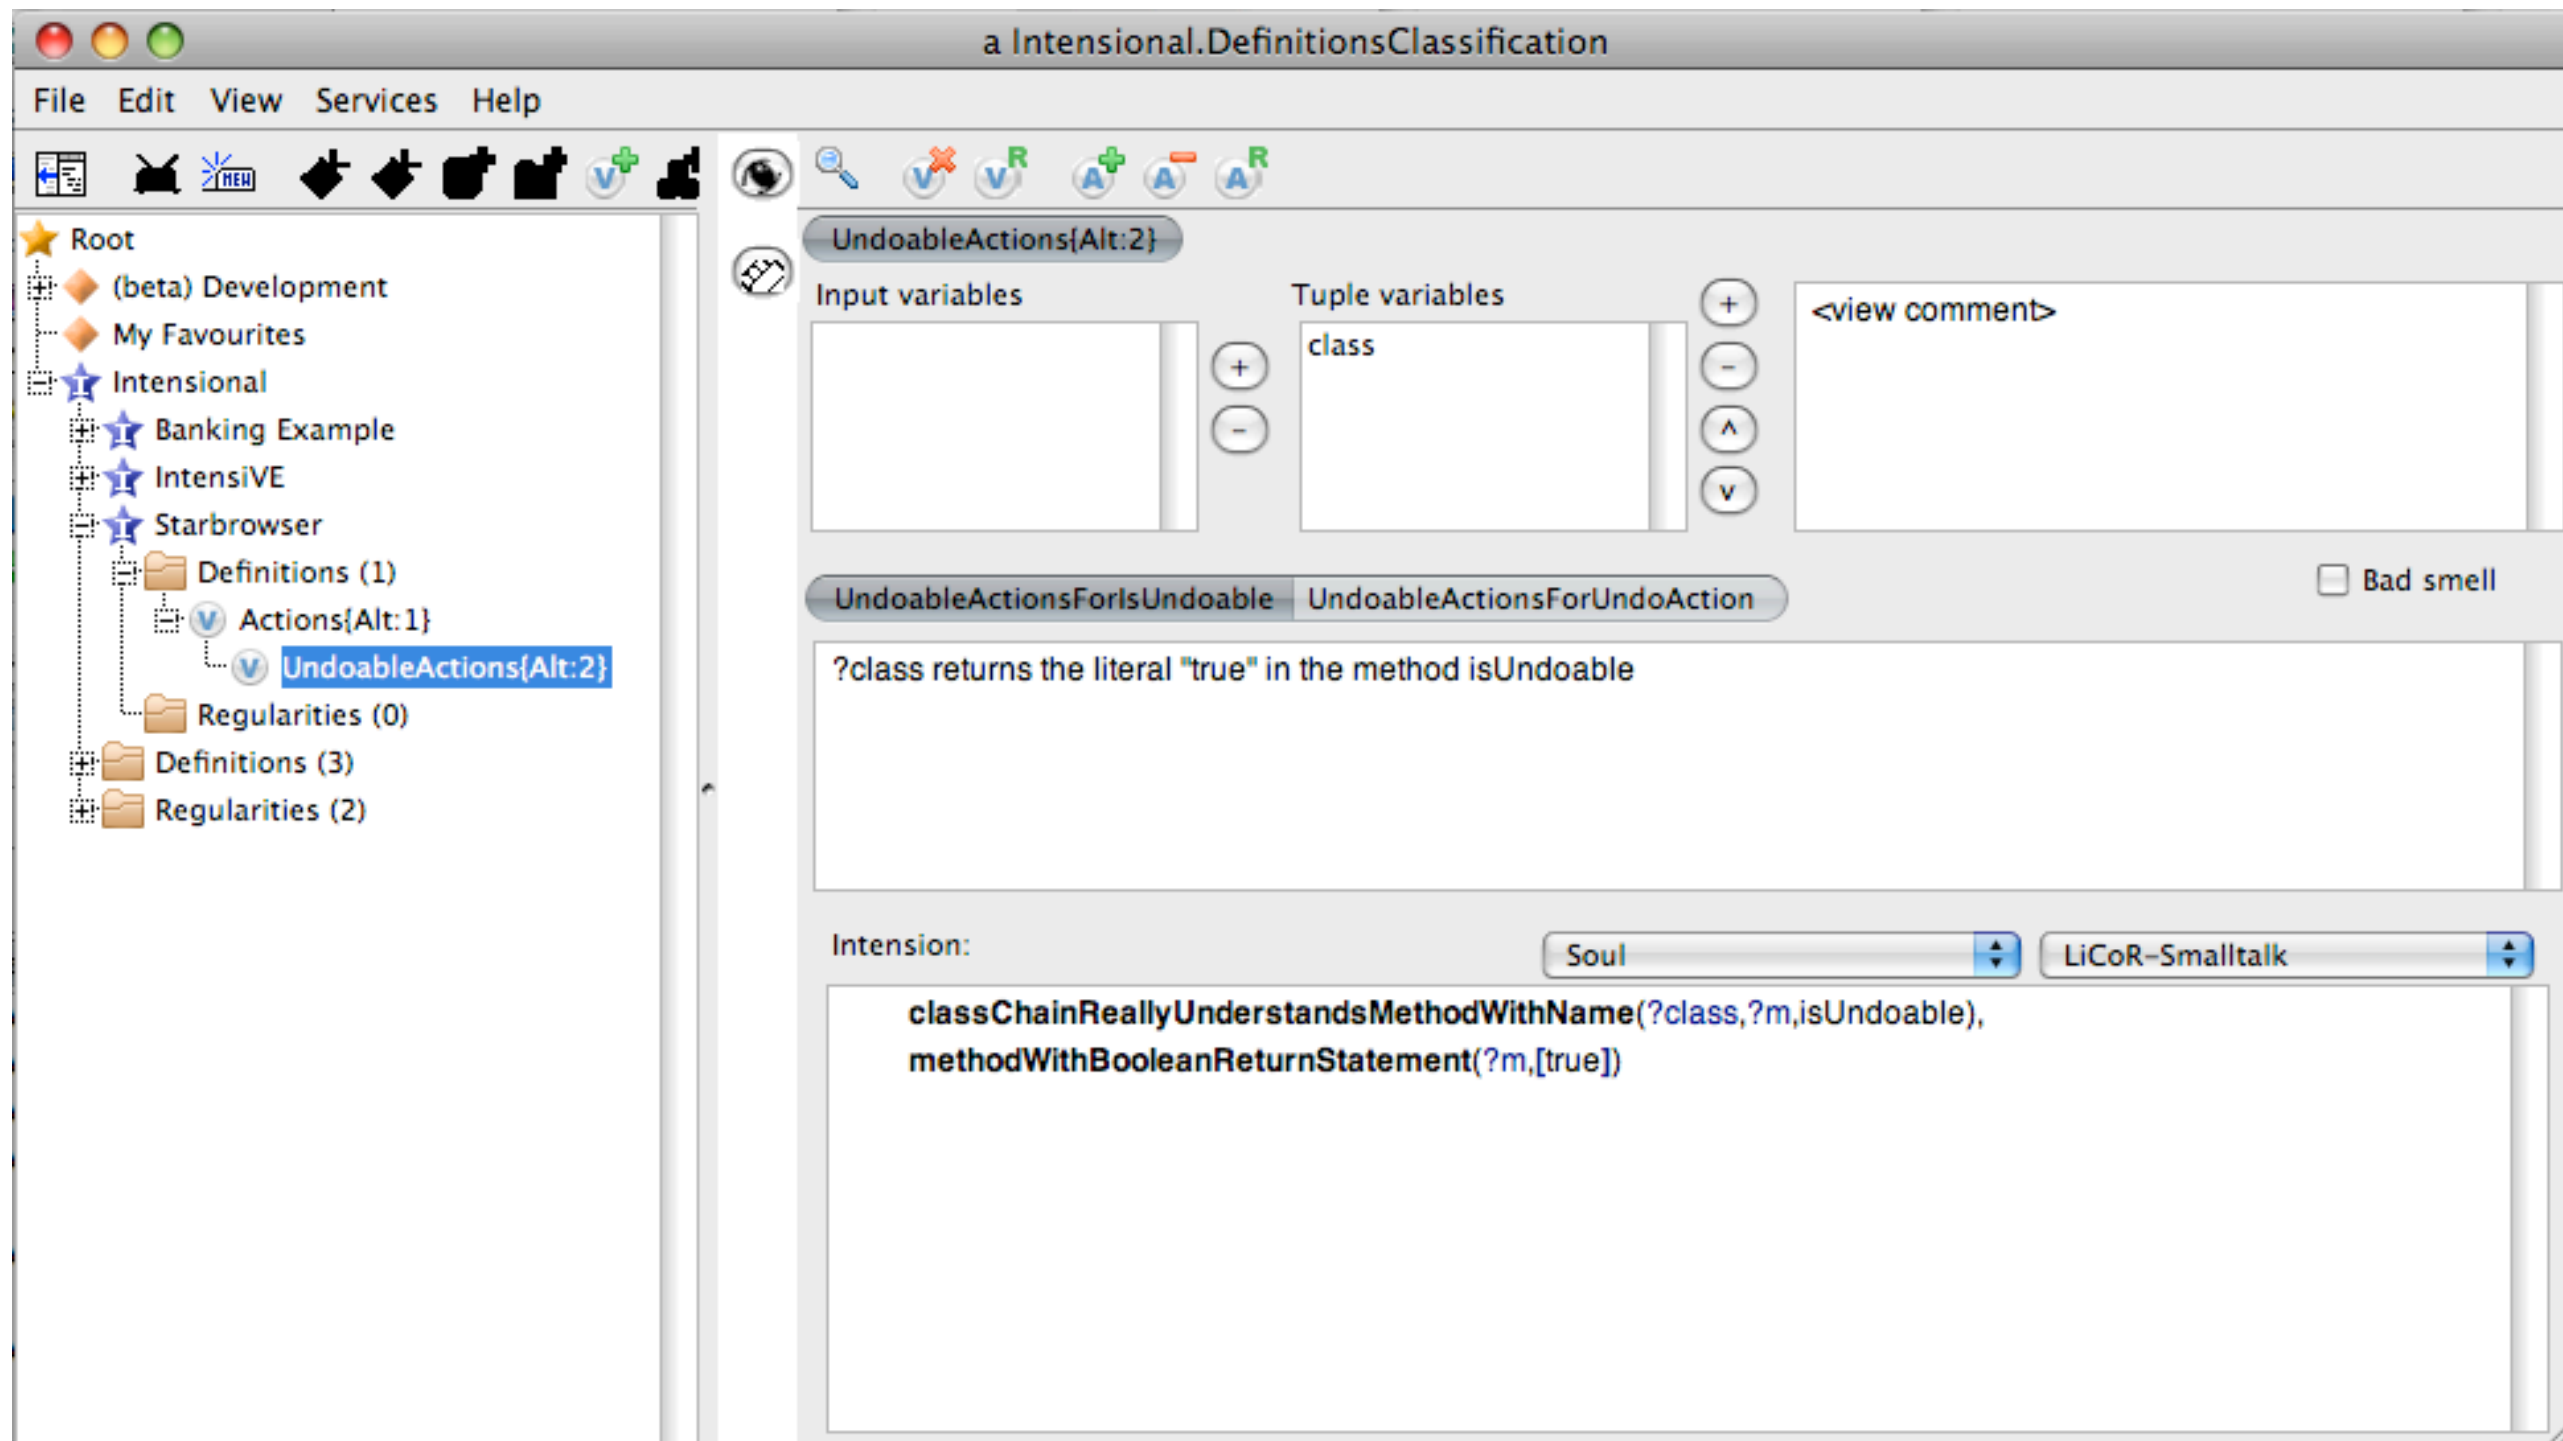 a Intensional.DefinitionsClassification
File Edit View Services Help
NEW
V
V V R A A A R
Root
(beta) Development
My Favourites
Intensional
Banking Example
IntensiVE
Starbrowser
Definitions (1)
Actions{Alt:1}
UndoableActions{Alt:2}
Regularities (0)
Definitions (3)
Regularities (2)
UndoableActions{Alt:2}
Input variables
Tuple variables
class
<view comment>
Bad smell
UndoableActionsForIsUndoable UndoableActionsForUndoAction
?class returns the literal "true" in the method isUndoable
Intension:
Soul
LiCoR-Smalltalk
classChainReallyUnderstandsMethodWithName(?class,?m,isUndoable),
methodWithBooleanReturnStatement(?m,[true])